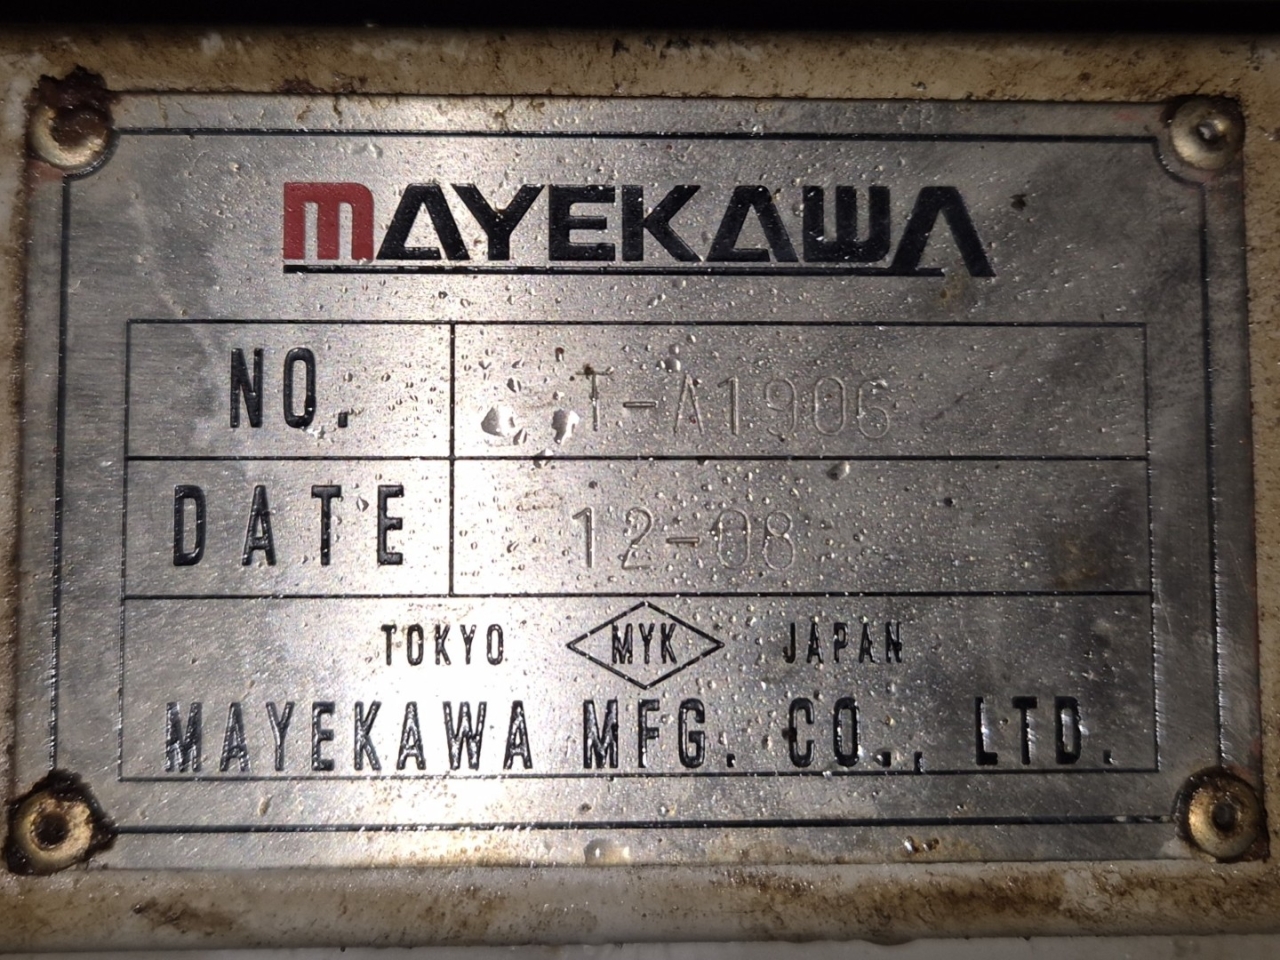 MAYEKAWA
NO. T-A1906
DATE 12-08
TOKYO MYK JAPAN
MAYEKAWA MFG. CO., LTD.